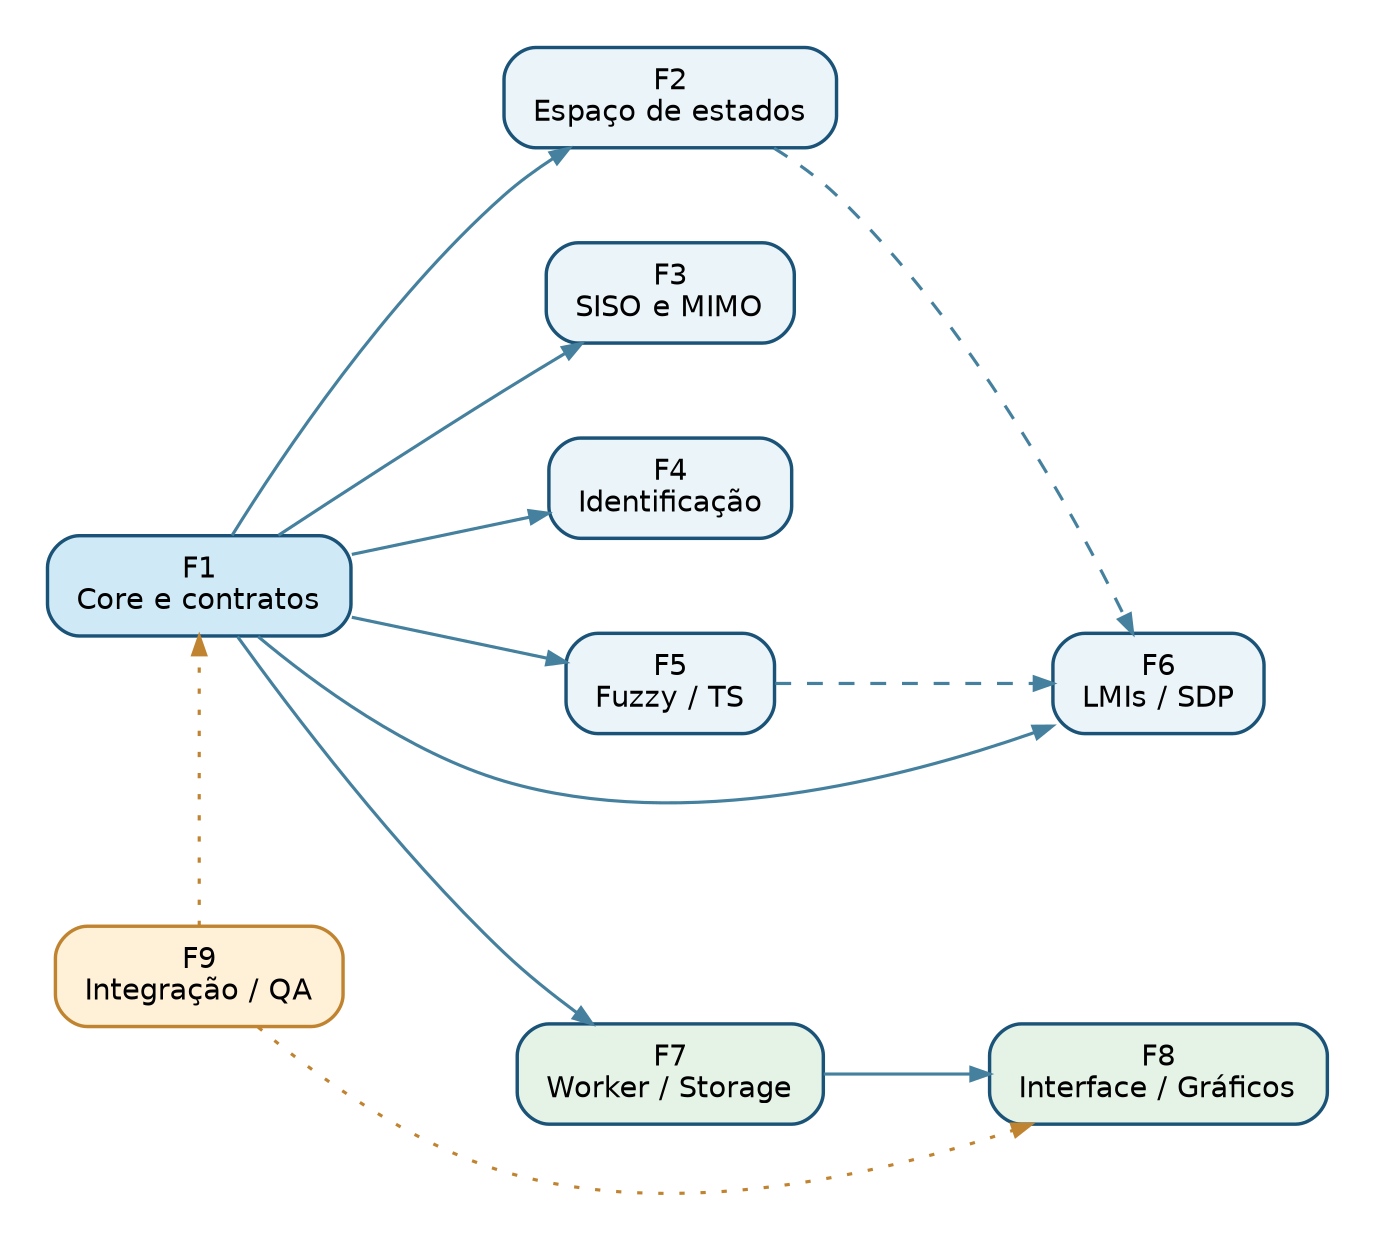 F2
Espaço de estados
F3
SISO e MIMO
F4
Identificação
F1
Core e contratos
F5
Fuzzy / TS
F6
LMIs / SDP
F9
Integração / QA
F7
Worker / Storage
F8
Interface / Gráficos